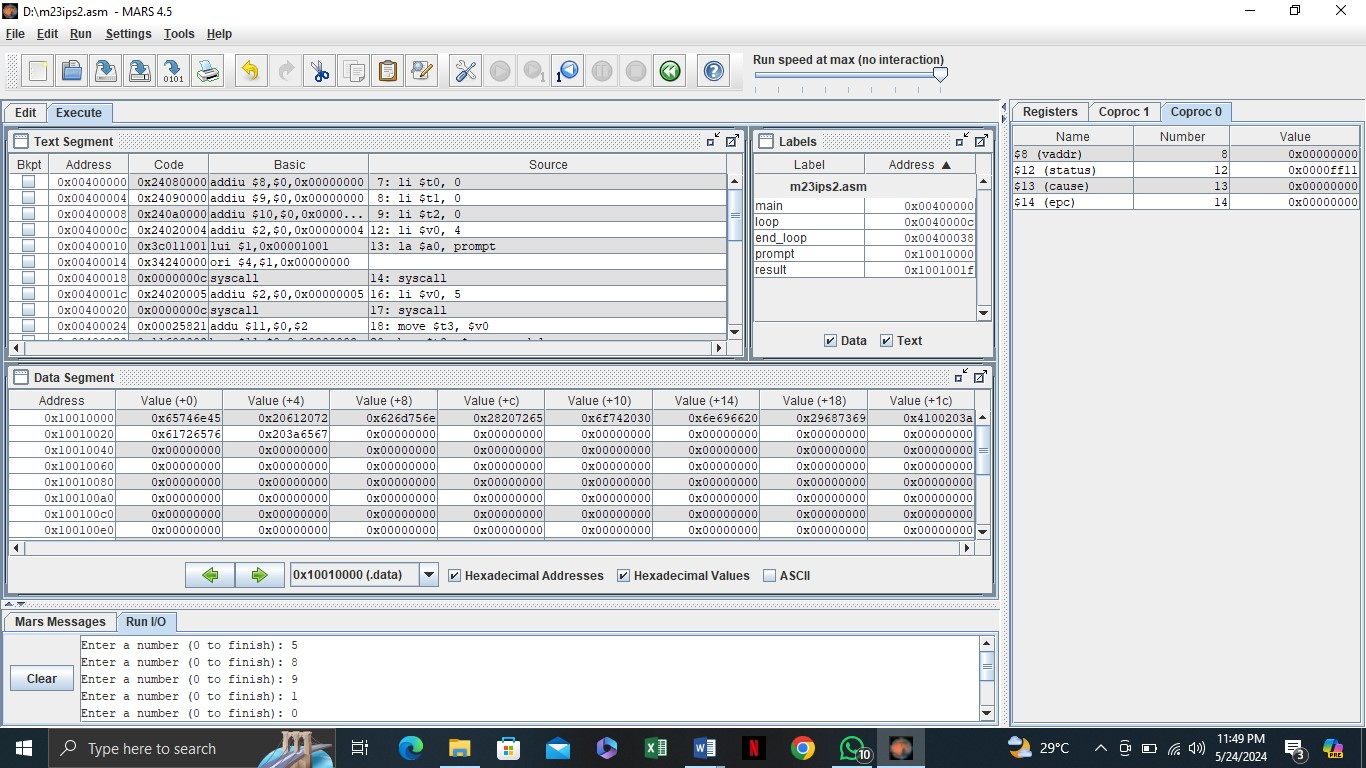 D:\m23ips2.asm - MARS 4.5
File Edit Run Settings Tools Help
Run speed at max (no interaction)
Edit Execute
Text Segment
Bkpt Address Code Basic Source
0x00400000 0x24080000 addiu $8,$0,0x00000000 7: li $t0, 0
0x00400004 0x24090000 addiu $9,$0,0x00000000 8: li $t1, 0
0x00400008 0x240a0000 addiu $10,$0,0x0000... 9: li $t2, 0
0x0040000c 0x24020004 addiu $2,$0,0x00000004 12: li $v0, 4
0x00400010 0x3c011001 lui $1,0x00001001 13: la $a0, prompt
0x00400014 0x34240000 ori $4,$1,0x00000000
0x00400018 0x0000000c syscall 14: syscall
0x0040001c 0x24020005 addiu $2,$0,0x00000005 16: li $v0, 5
0x00400020 0x0000000c syscall 17: syscall
0x00400024 0x00025821 addu $11,$0,$2 18: move $t3, $v0
Labels
Label Address ▲
m23ips2.asm
main 0x00400000
loop 0x0040000c
end_loop 0x00400038
prompt 0x10010000
result 0x1001001f
Data Text
Data Segment
Address Value (+0) Value (+4) Value (+8) Value (+c) Value (+10) Value (+14) Value (+18) Value (+1c)
0x10010000 0x65746e45 0x20612072 0x626d756e 0x28207265 0x6f742030 0x6e696620 0x29687369 0x4100203a
0x10010020 0x61726576 0x203a6567 0x00000000 0x00000000 0x00000000 0x00000000 0x00000000 0x00000000
0x10010040 0x00000000 0x00000000 0x00000000 0x00000000 0x00000000 0x00000000 0x00000000 0x00000000
0x10010060 0x00000000 0x00000000 0x00000000 0x00000000 0x00000000 0x00000000 0x00000000 0x00000000
0x10010080 0x00000000 0x00000000 0x00000000 0x00000000 0x00000000 0x00000000 0x00000000 0x00000000
0x100100a0 0x00000000 0x00000000 0x00000000 0x00000000 0x00000000 0x00000000 0x00000000 0x00000000
0x100100c0 0x00000000 0x00000000 0x00000000 0x00000000 0x00000000 0x00000000 0x00000000 0x00000000
0x100100e0 0x00000000 0x00000000 0x00000000 0x00000000 0x00000000 0x00000000 0x00000000 0x00000000
0x10010000 (.data) Hexadecimal Addresses Hexadecimal Values ASCII
Mars Messages Run I/O
Clear
Enter a number (0 to finish): 5
Enter a number (0 to finish): 8
Enter a number (0 to finish): 9
Enter a number (0 to finish): 1
Enter a number (0 to finish): 0
Registers Coproc 1 Coproc 0
Name Number Value
$8 (vaddr) 8 0x00000000
$12 (status) 12 0x0000ff11
$13 (cause) 13 0x00000000
$14 (epc) 14 0x00000000
Type here to search
10
29°C
11:49 PM
5/24/2024
3
PRE